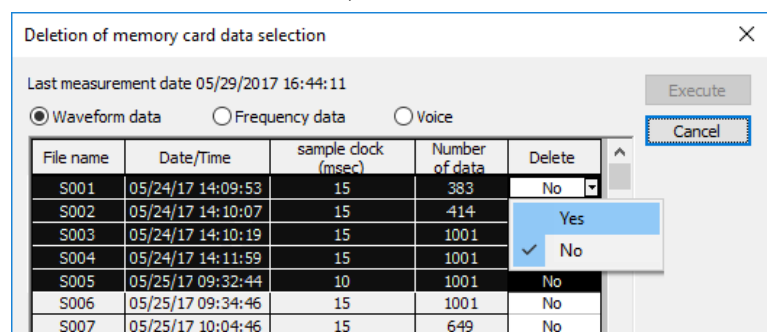 Deletion of memory card data selection
Last measurement date 05/29/2017 16:44:11
Execute
Waveform data Frequency data Voice
Cancel
File name Date/Time sample clock (msec) Number of data Delete
S001 05/24/17 14:09:53 15 383 No
S002 05/24/17 14:10:07 15 414
Yes
S003 05/24/17 14:10:19 15 1001
No
S004 05/24/17 14:11:59 15 1001
S005 05/25/17 09:32:44 10 1001 No
S006 05/25/17 09:34:46 15 1001 No
S007 05/25/17 10:04:46 15 649 No